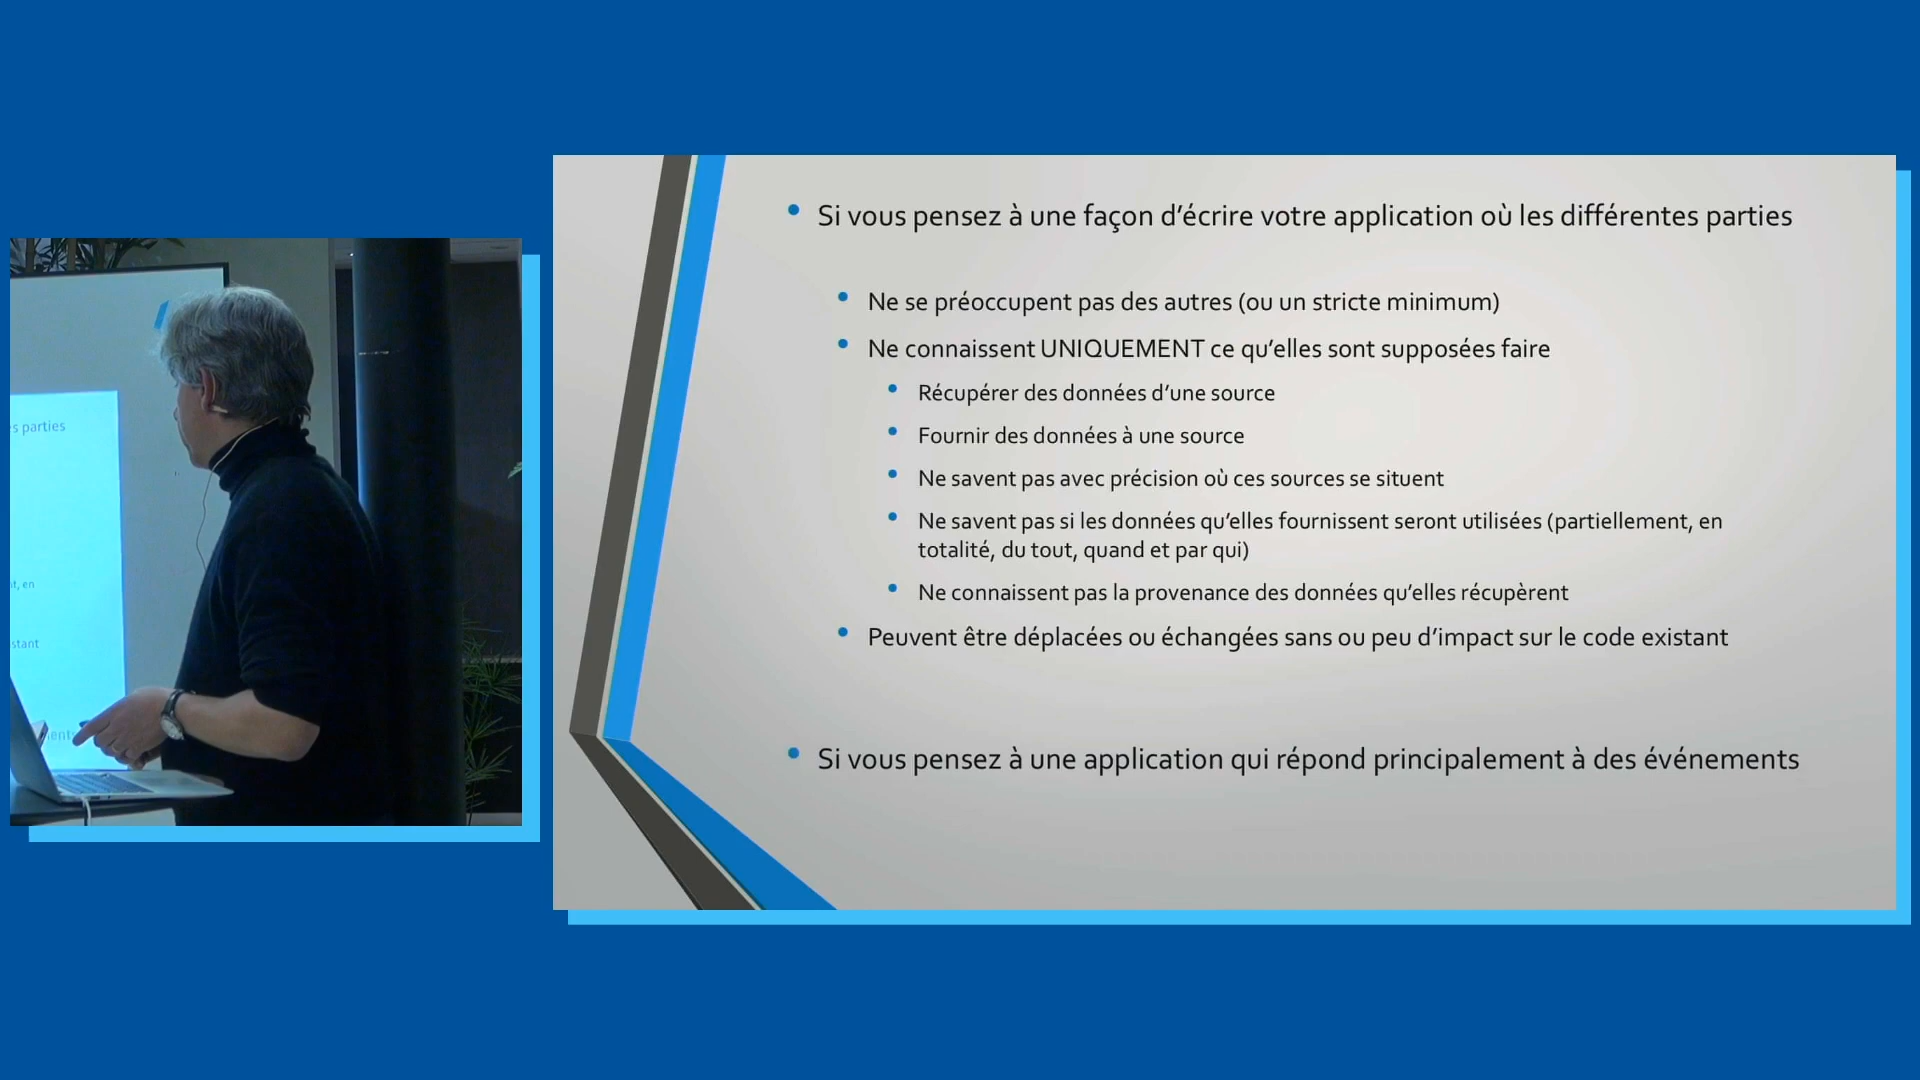 Si vous pensez à une façon d'écrire votre application où les différentes parties
Ne se préoccupent pas des autres (ou un stricte minimum)
Ne connaissent UNIQUEMENT ce qu'elles sont supposées faire
Récupérer des données d'une source
Fournir des données à une source
Ne savent pas avec précision où ces sources se situent
Ne savent pas si les données qu'elles fournissent seront utilisées (partiellement, en
totalité, du tout, quand et par qui)
Ne connaissent pas la provenance des données qu'elles récupèrent
Peuvent être déplacées ou échangées sans ou peu d'impact sur le code existant
Si vous pensez à une application qui répond principalement à des événements
s parties
t, en
stant